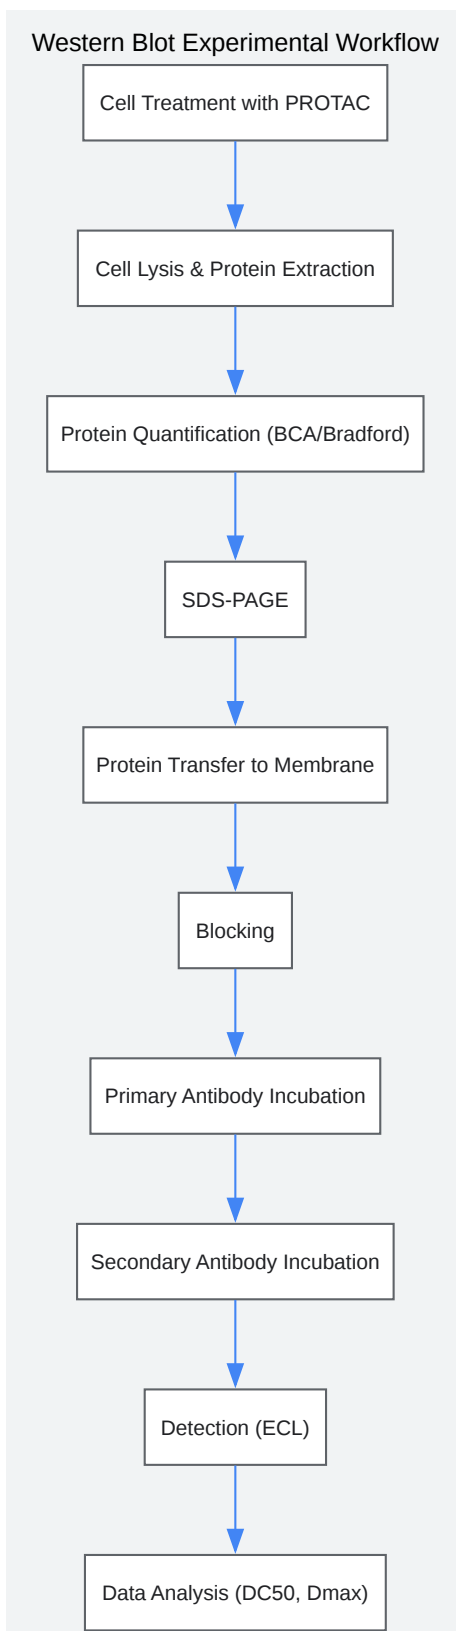 Western Blot Experimental Workflow
Cell Treatment with PROTAC
Cell Lysis & Protein Extraction
Protein Quantification (BCA/Bradford)
SDS-PAGE
Protein Transfer to Membrane
Blocking
Primary Antibody Incubation
Secondary Antibody Incubation
Detection (ECL)
Data Analysis (DC50, Dmax)